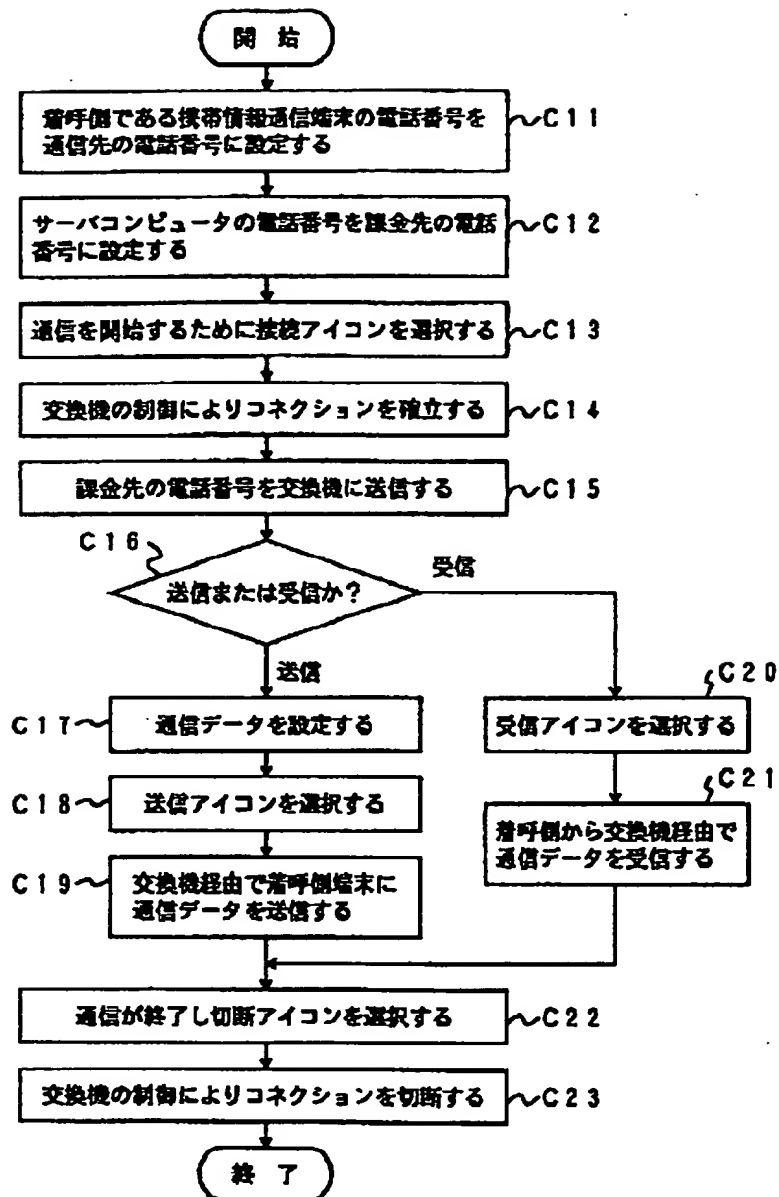 開 始
着呼側である携帯情報通信端末の電話番号を
通信先の電話番号に設定する
C11
サーバコンピュータの電話番号を課金先の電話
番号に設定する
C12
通信を開始するために接続アイコンを選択する
C13
交換機の制御によりコネクションを確立する
C14
課金先の電話番号を交換機に送信する
C15
C16
送信または受信か？
受信
送信
C17
通信データを設定する
C20
受信アイコンを選択する
C18
送信アイコンを選択する
C21
着呼側から交換機経由で
通信データを受信する
C19
交換機経由で着呼側端末に
通信データを送信する
通信が終了し切断アイコンを選択する
C22
交換機の制御によりコネクションを切断する
C23
終 了